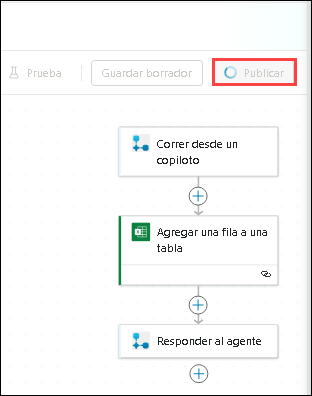 Prueba
Guardar borrador
Publicar
Correr desde un
copiloto
Agregar una fila a una
tabla
Responder al agente